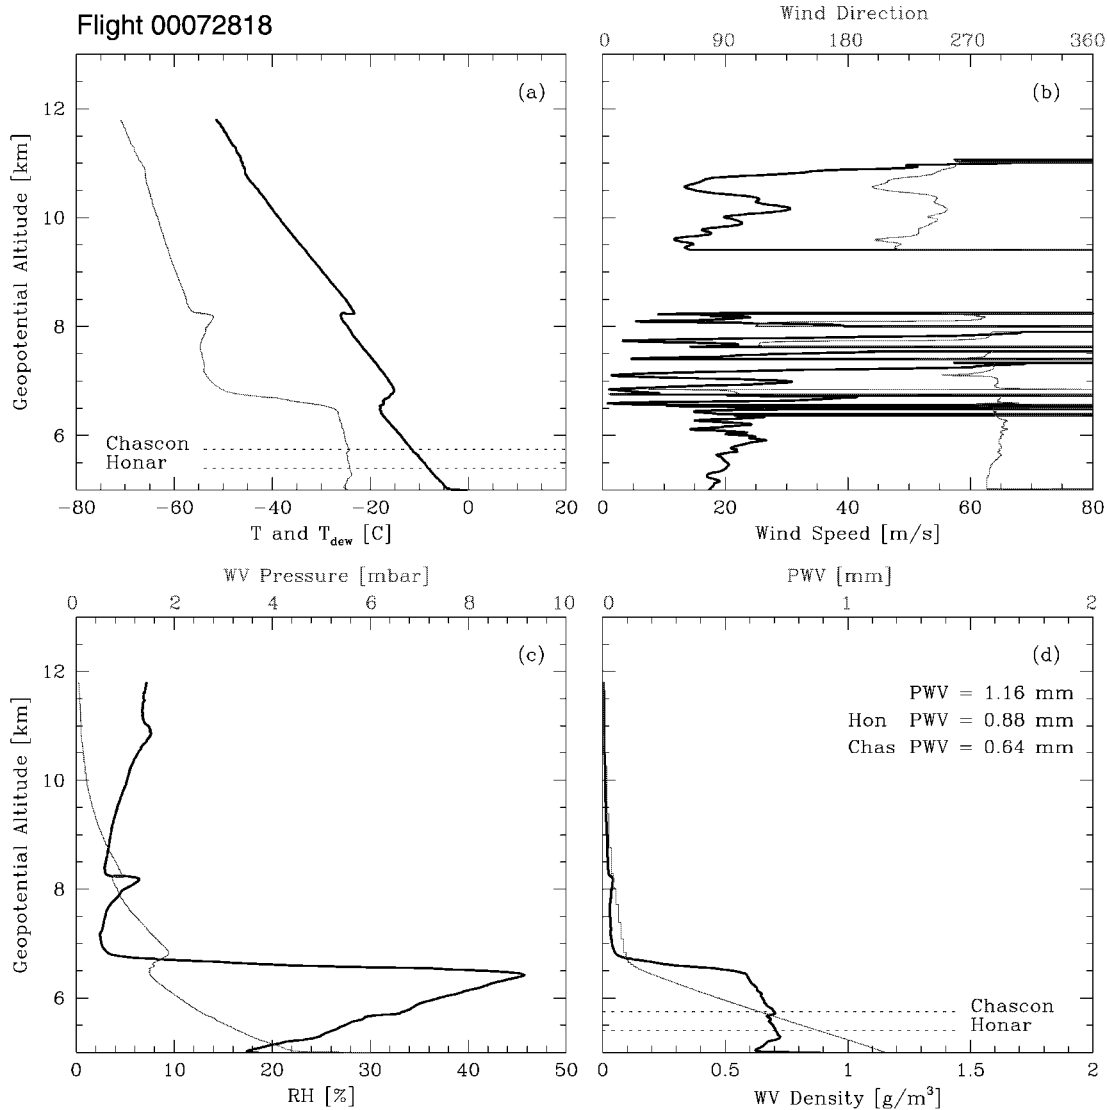 Flight 00072818
Wind Direction
0 90 180 270 360
(a)
(b)
12
10
8
6
Geopotential Altitude [km]
Chascon
Honar
−80 −60 −40 −20 0 20
T and T_dew [C]
0 20 40 60 80
Wind Speed [m/s]
WV Pressure [mbar]
0 2 4 6 8 10
PWV [mm]
0 1 2
(c)
(d)
12
10
8
6
Geopotential Altitude [km]
PWV = 1.16 mm
Hon PWV = 0.88 mm
Chas PWV = 0.64 mm
Chascon
Honar
0 10 20 30 40 50
RH [%]
0 0.5 1 1.5 2
WV Density [g/m³]